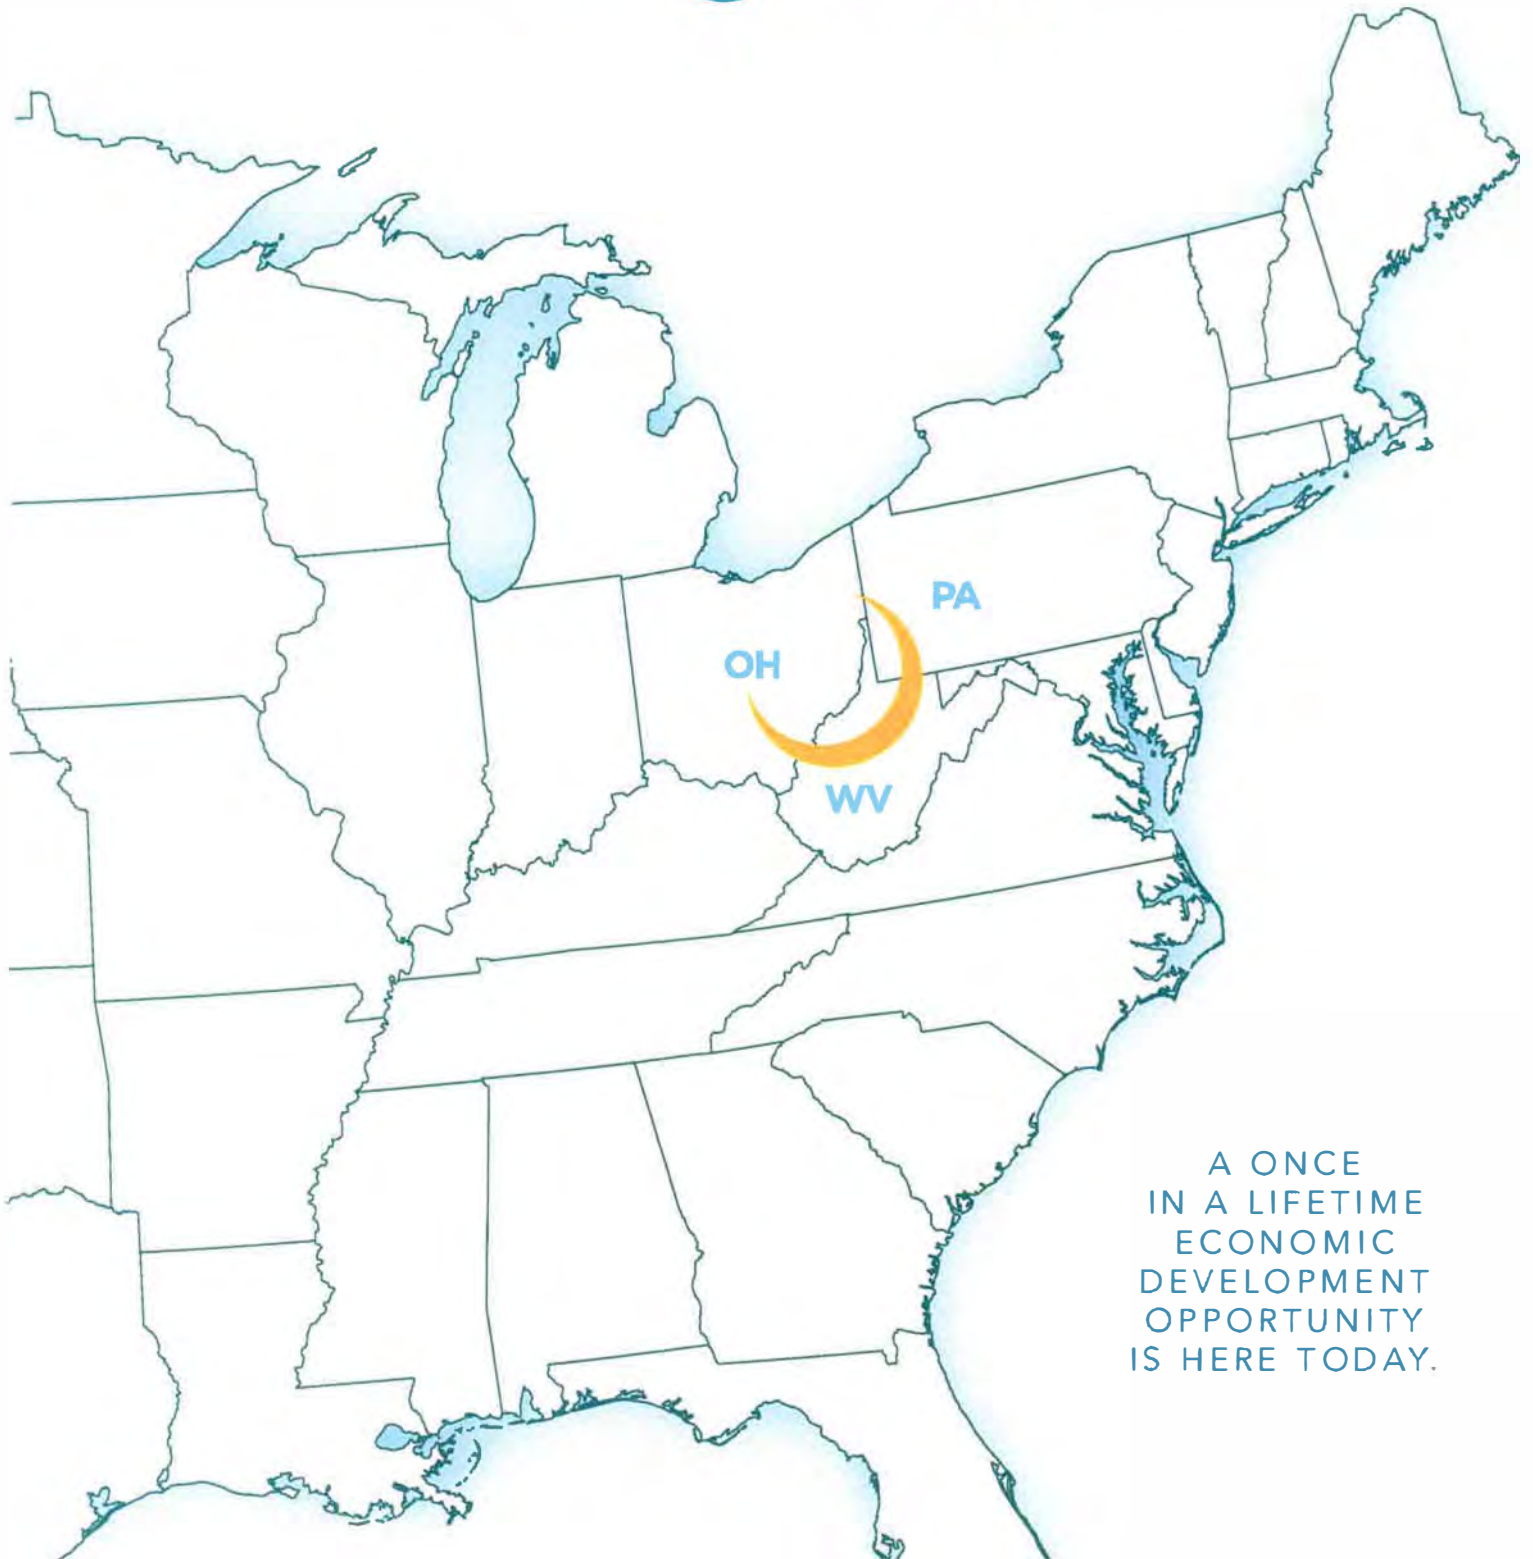 PA
OH
WV
A ONCE
IN A LIFETIME
ECONOMIC
DEVELOPMENT
OPPORTUNITY
IS HERE TODAY.